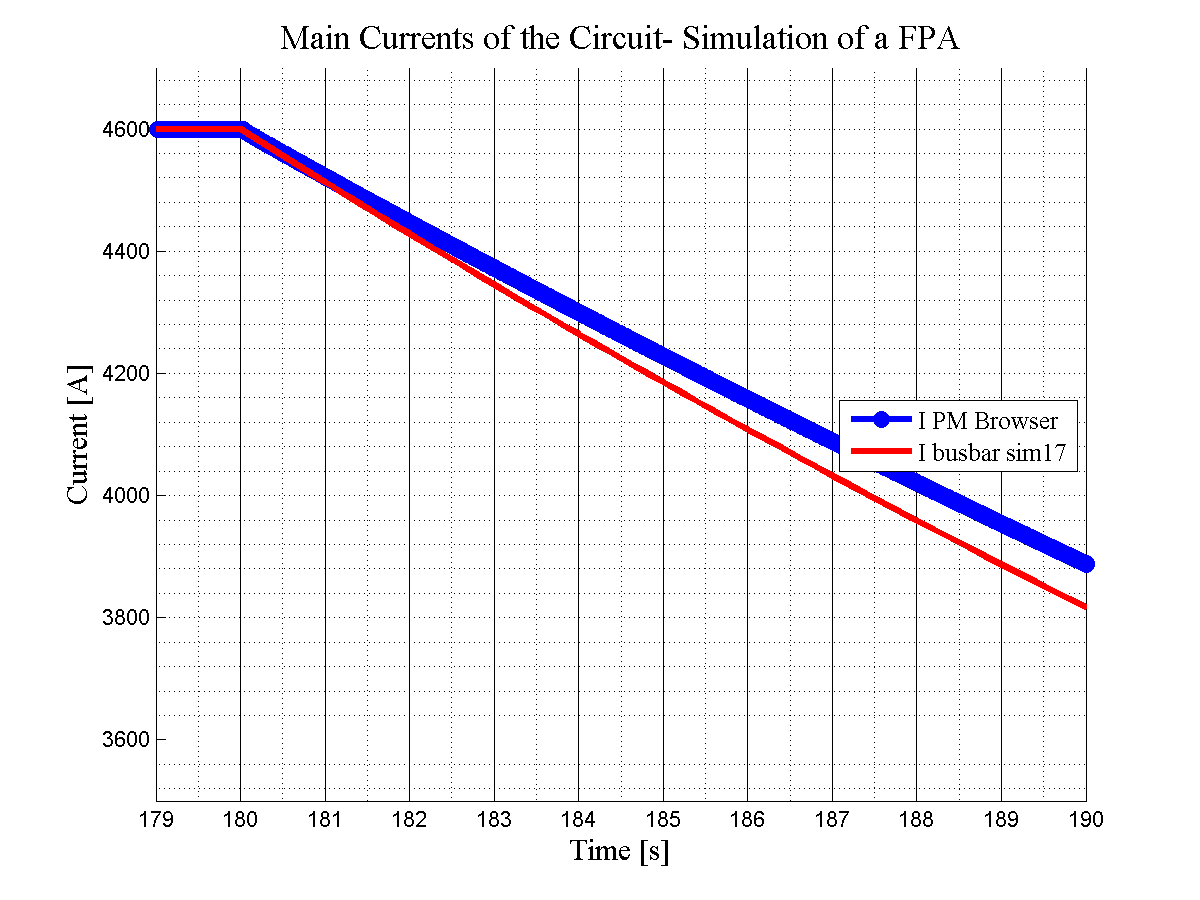 Main Currents of the Circuit- Simulation of a FPA
4600
4400
4200
4000
3800
3600
Current [A]
I PM Browser
I busbar sim17
179 180 181 182 183 184 185 186 187 188 189 190
Time [s]